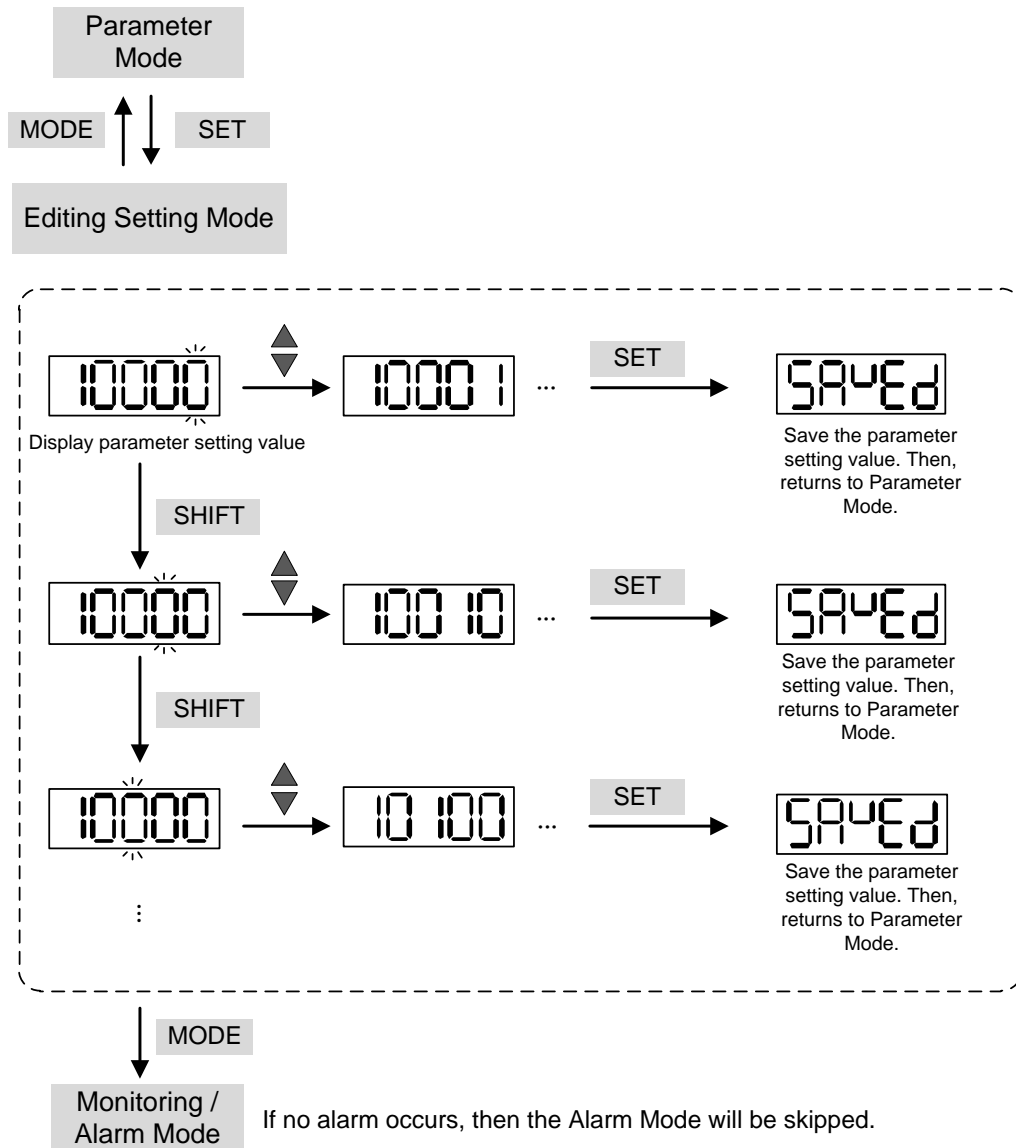 Parameter
Mode
MODE
SET
Editing Setting Mode
10000
10001
...
SET
SAVEd
Display parameter setting value
Save the parameter
setting value. Then,
returns to Parameter
Mode.
SHIFT
10000
10010
...
SET
SAVEd
Save the parameter
setting value. Then,
returns to Parameter
Mode.
SHIFT
10000
10100
...
SET
SAVEd
Save the parameter
setting value. Then,
returns to Parameter
Mode.
...
MODE
Monitoring /
Alarm Mode
If no alarm occurs, then the Alarm Mode will be skipped.